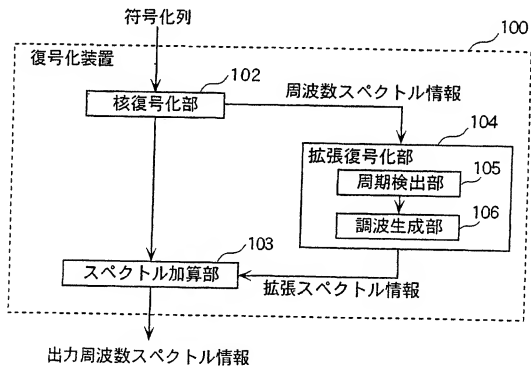 符号化列
100
復号化装置
102
核復号化部
周波数スペクトル情報
104
拡張復号化部
105
周期検出部
106
調波生成部
103
スペクトル加算部
拡張スペクトル情報
出力周波数スペクトル情報